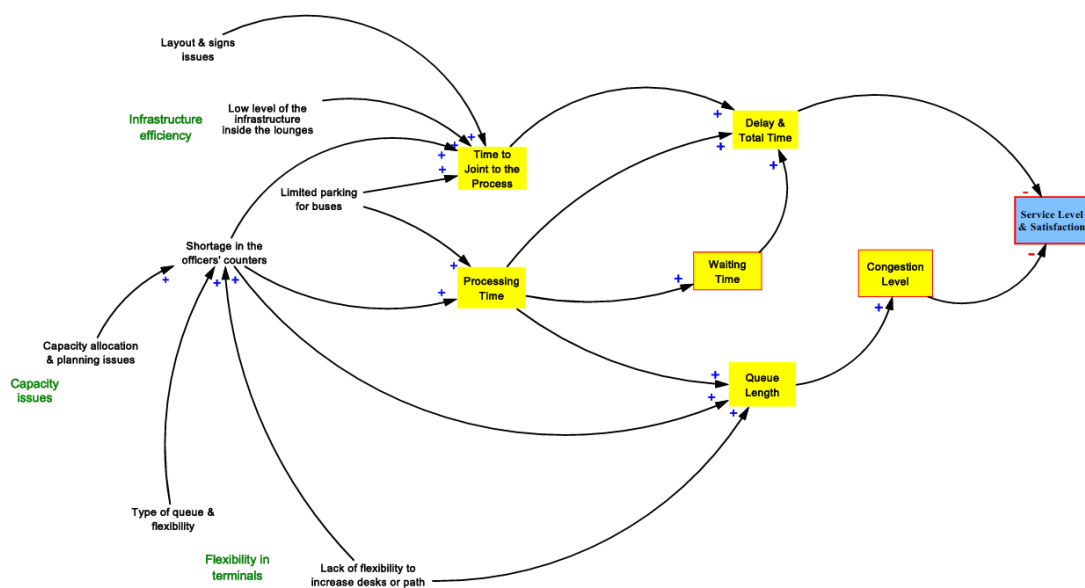 Layout & signs
issues
Low level of the
infrastructure
inside the lounges
Infrastructure
efficiency
Delay &
Total Time
Time to
Joint to the
Process
Limited parking
for buses
Service Level
& Satisfaction
Shortage in the
officers' counters
Processing
Time
Waiting
Time
Congestion
Level
Capacity allocation
& planning issues
Capacity
issues
Queue
Length
Type of queue &
flexibility
Flexibility in
terminals
Lack of flexibility to
increase desks or path